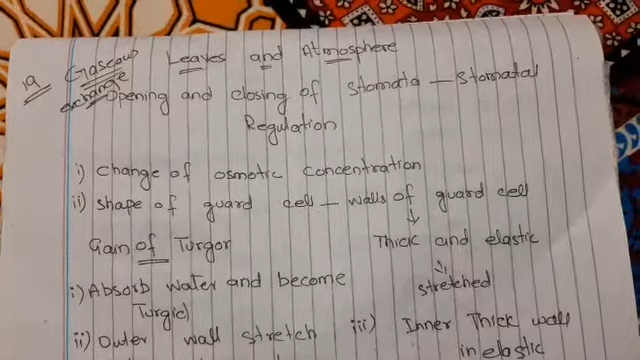 19 Gaseous exchange Leaves and Atmosphere
Opening and closing of stomata — stomatal
Regulation
i) change of osmotic concentration
ii) shape of guard cell — walls of guard cell
↓
Gain of Turgor Thick and elastic
↓
i) Absorb water and become stretched
Turgid
ii) Outer wall stretch iii) Inner Thick wall
inelastic